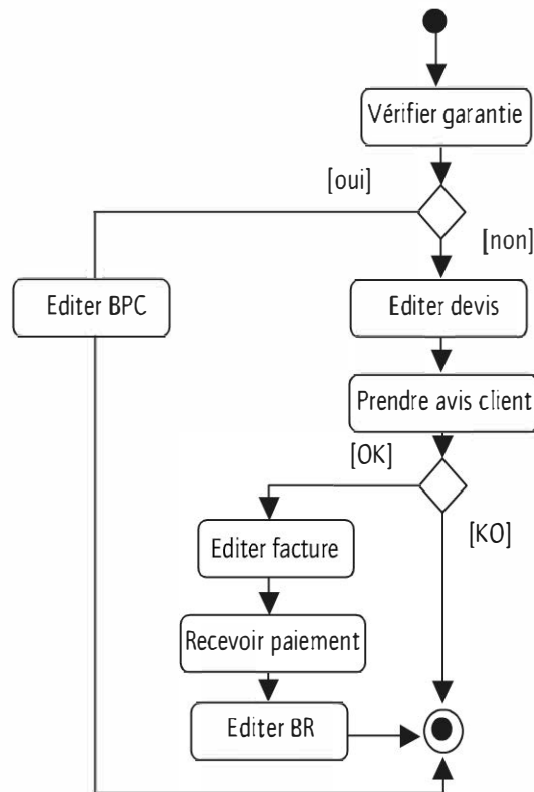 Vérifier garantie
[oui]
[non]
Editer BPC
Editer devis
Prendre avis client
[OK]
[KO]
Editer facture
Recevoir paiement
Editer BR